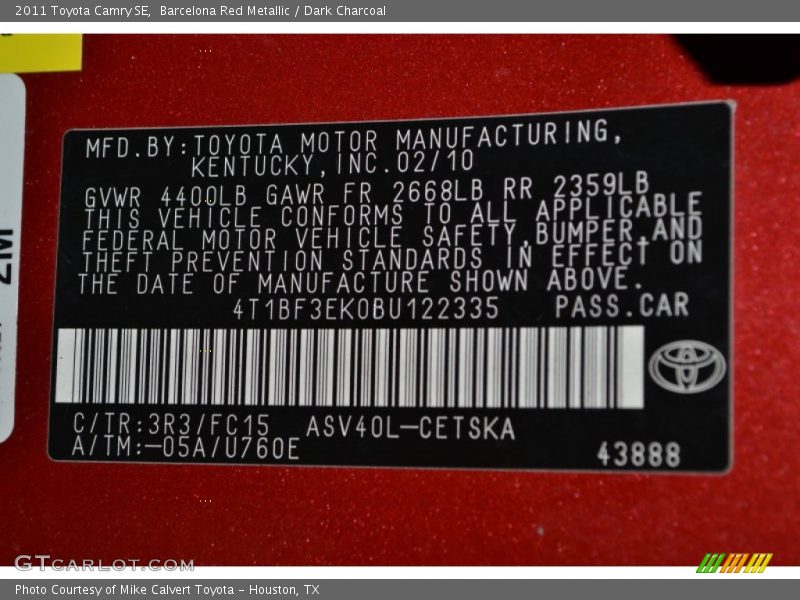 2011 Toyota Camry SE, Barcelona Red Metallic / Dark Charcoal
MFD.BY:TOYOTA MOTOR MANUFACTURING,
KENTUCKY,INC.02/10
GVWR 4400LB GAWR FR 2668LB RR 2359LB
THIS VEHICLE CONFORMS TO ALL APPLICABLE
FEDERAL MOTOR VEHICLE SAFETY,BUMPER,AND
THEFT PREVENTION STANDARDS IN EFFECT ON
THE DATE OF MANUFACTURE SHOWN ABOVE.
4T1BF3EK0BU122335 PASS.CAR
C/TR:3R3/FC15 ASV40L-CETSKA
A/TM:-05A/U760E
43888
GTCARLOT.COM
Photo Courtesy of Mike Calvert Toyota - Houston, TX